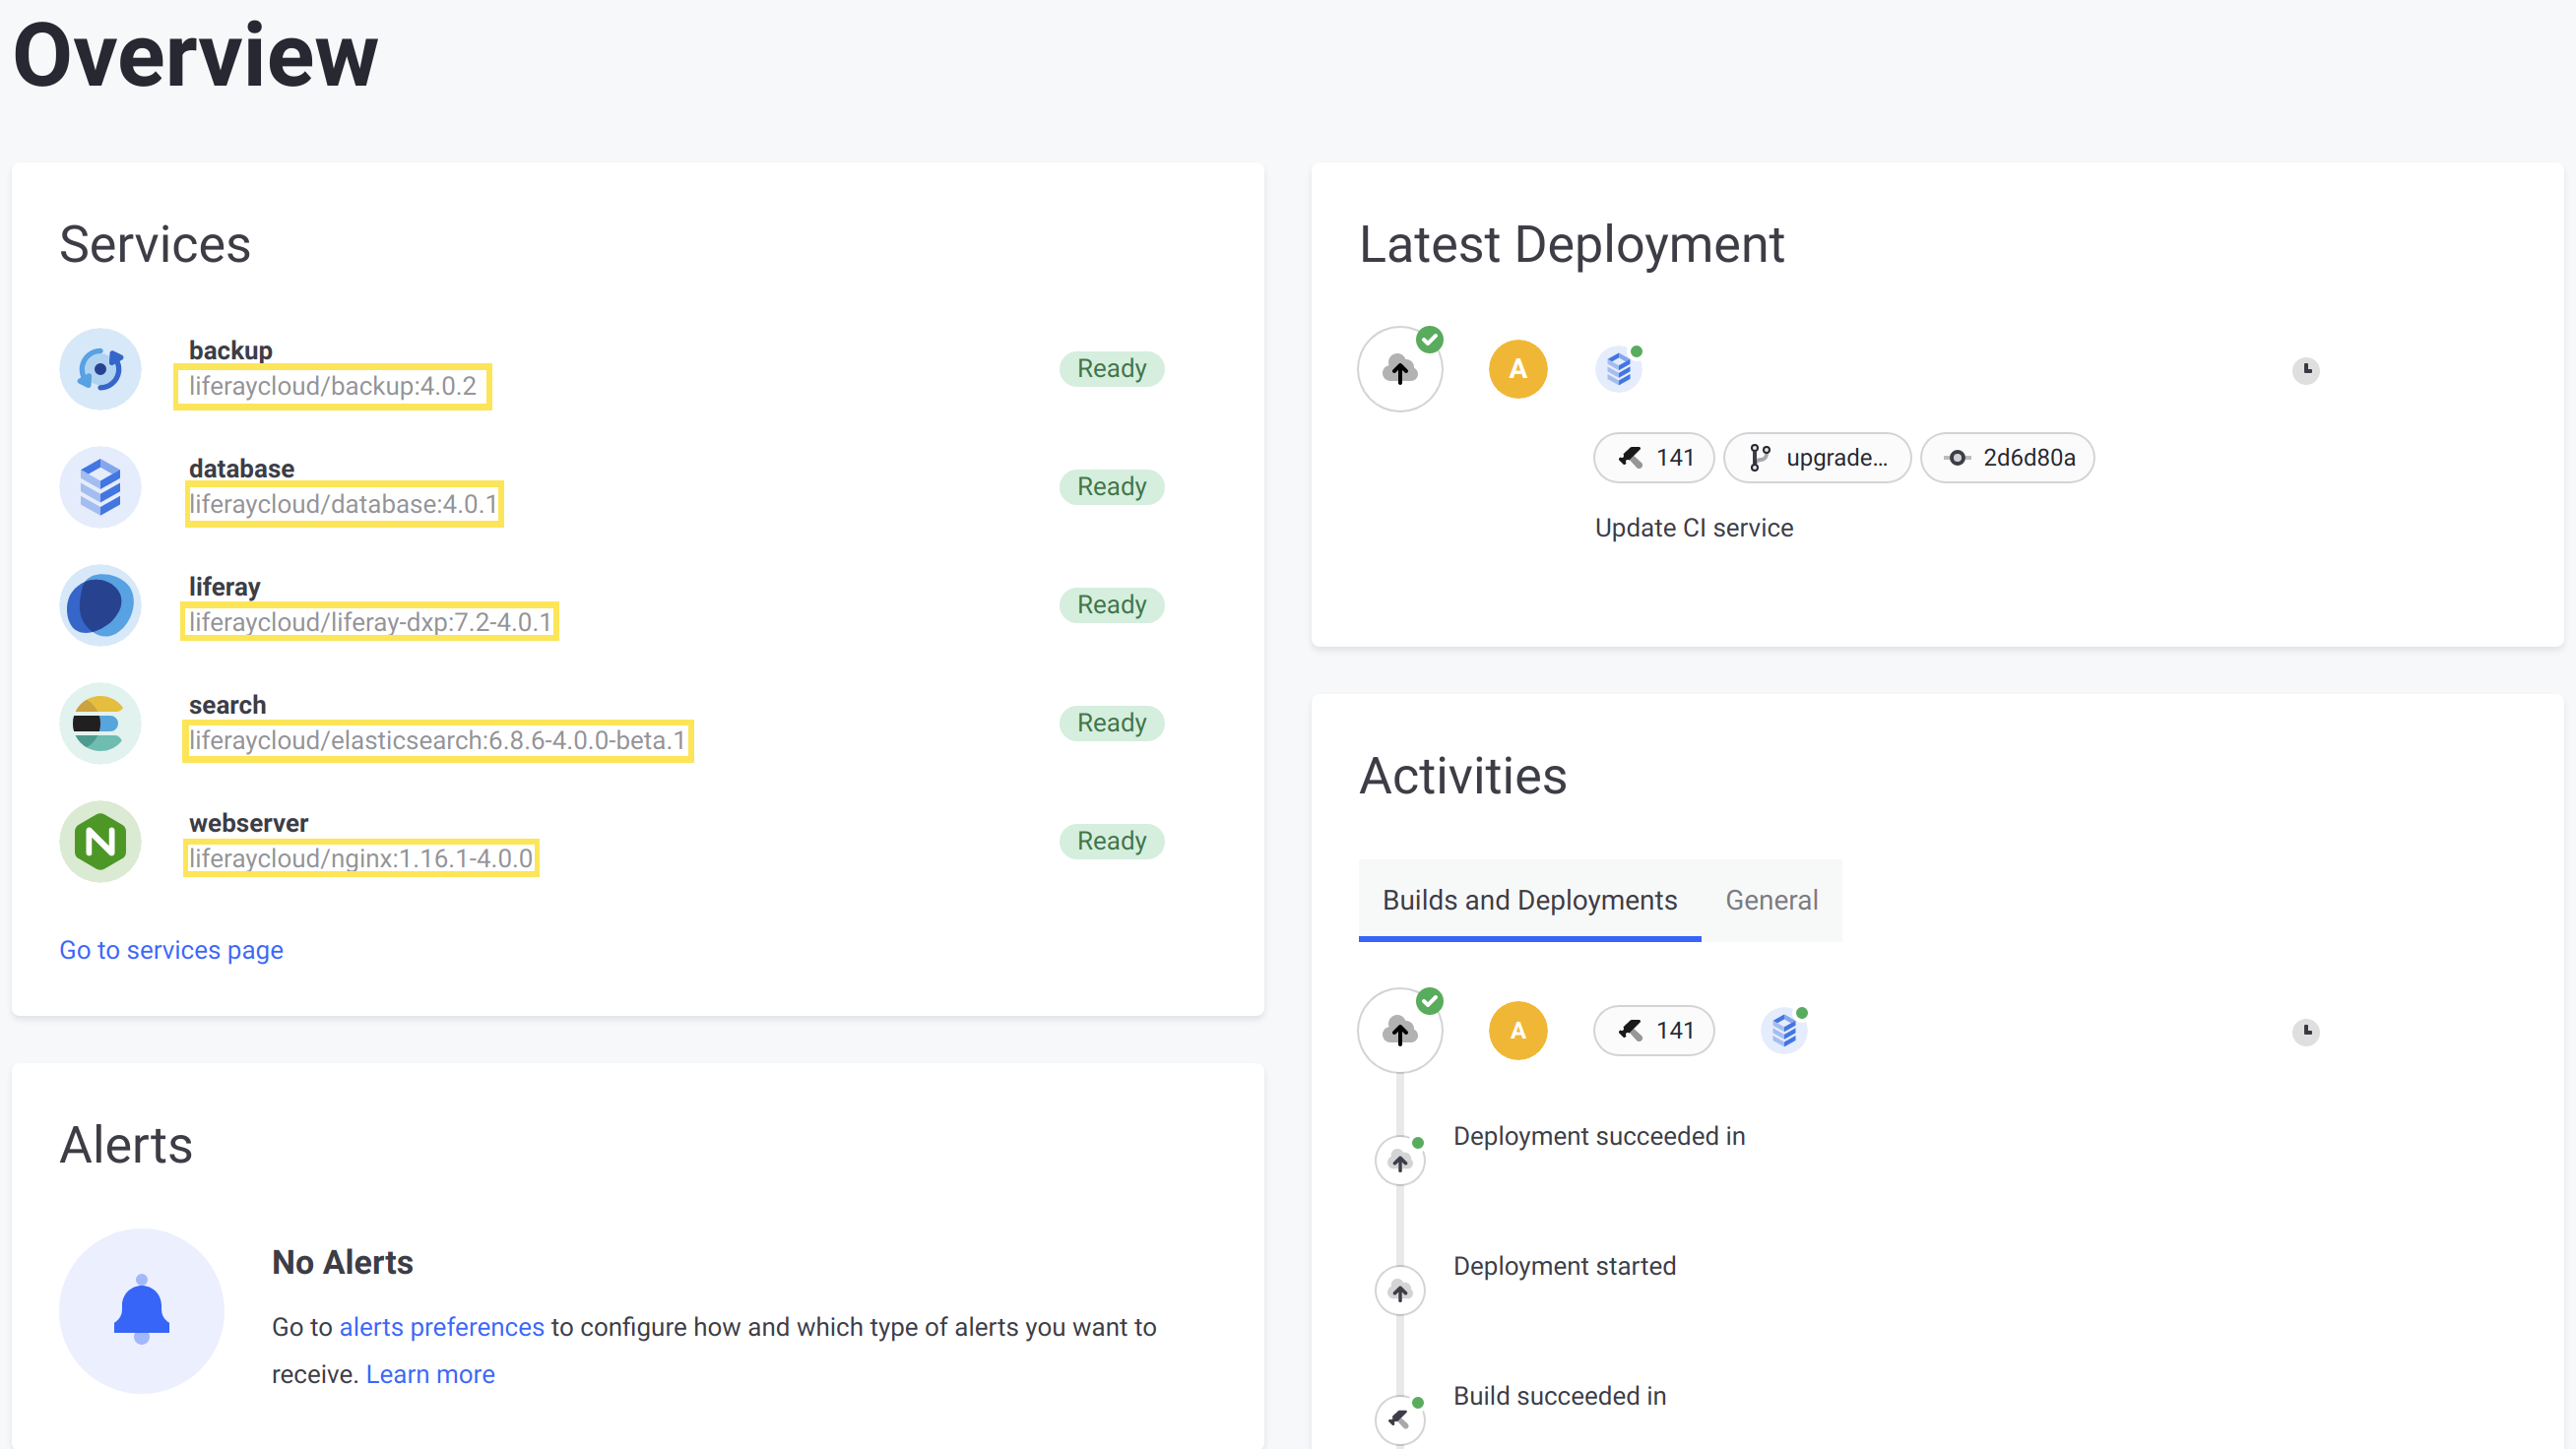 Overview
Services
backup
liferaycloud/backup:4.0.2
Ready
database
liferaycloud/database:4.0.1
Ready
liferay
liferaycloud/liferay-dxp:7.2-4.0.1
Ready
search
liferaycloud/elasticsearch:6.8.6-4.0.0-beta.1
Ready
webserver
liferaycloud/nginx:1.16.1-4.0.0
Ready
Go to services page
Alerts
No Alerts
Go to alerts preferences to configure how and which type of alerts you want to
receive. Learn more
Latest Deployment
A
141 upgrade... 2d6d80a
Update CI service
Activities
Builds and Deployments General
A 141
Deployment succeeded in
Deployment started
Build succeeded in